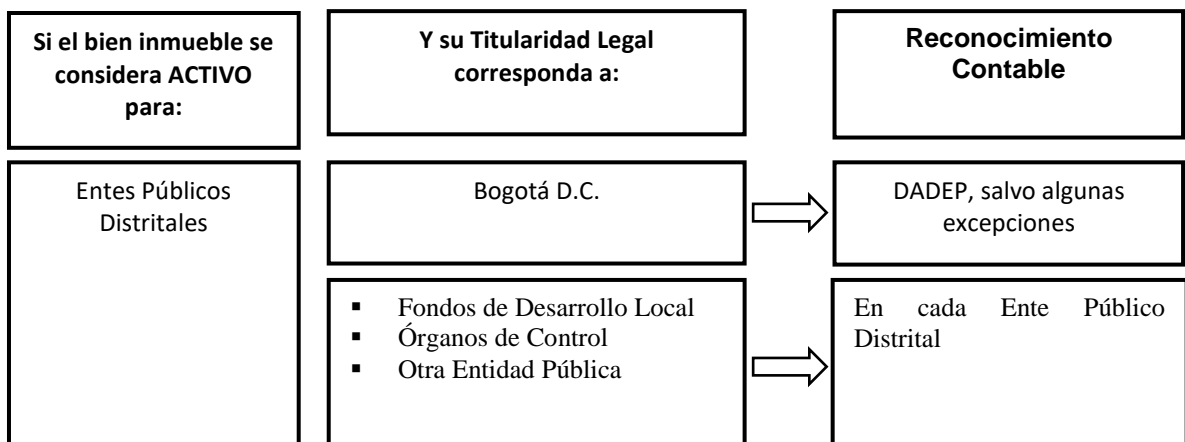 Si el bien inmueble se
considera ACTIVO
para:
Y su Titularidad Legal
corresponda a:
Reconocimiento
Contable
Entes Públicos
Distritales
Bogotá D.C.
DADEP, salvo algunas
excepciones
▪ Fondos de Desarrollo Local
▪ Órganos de Control
▪ Otra Entidad Pública
En cada Ente Público
Distrital